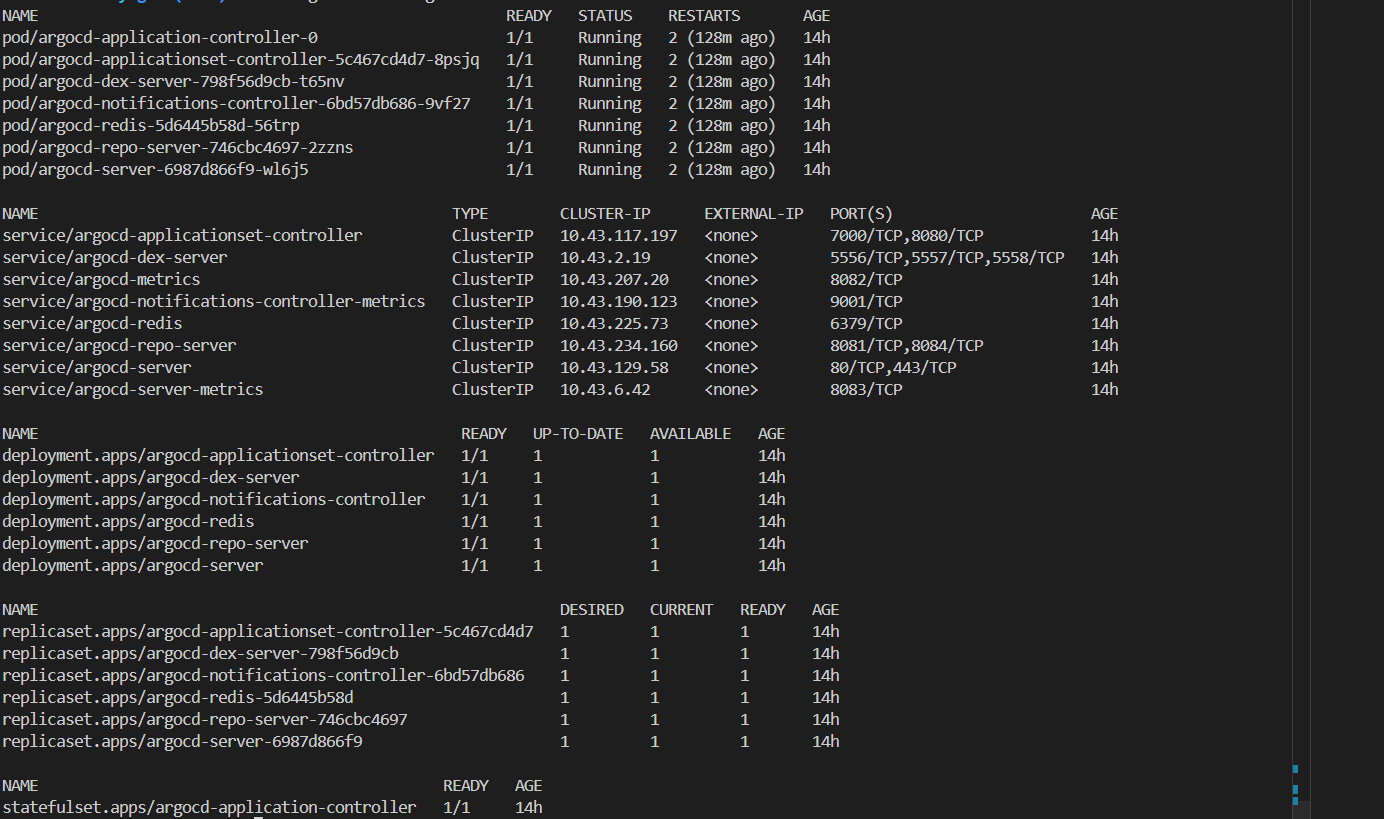 NAME READY STATUS RESTARTS AGE
pod/argocd-application-controller-0 1/1 Running 2 (128m ago) 14h
pod/argocd-applicationset-controller-5c467cd4d7-8psjq 1/1 Running 2 (128m ago) 14h
pod/argocd-dex-server-798f56d9cb-t65nv 1/1 Running 2 (128m ago) 14h
pod/argocd-notifications-controller-6bd57db686-9vf27 1/1 Running 2 (128m ago) 14h
pod/argocd-redis-5d6445b58d-56trp 1/1 Running 2 (128m ago) 14h
pod/argocd-repo-server-746cbc4697-2zzns 1/1 Running 2 (128m ago) 14h
pod/argocd-server-6987d866f9-wl6j5 1/1 Running 2 (128m ago) 14h
NAME TYPE CLUSTER-IP EXTERNAL-IP PORT(S) AGE
service/argocd-applicationset-controller ClusterIP 10.43.117.197 <none> 7000/TCP,8080/TCP 14h
service/argocd-dex-server ClusterIP 10.43.2.19 <none> 5556/TCP,5557/TCP,5558/TCP 14h
service/argocd-metrics ClusterIP 10.43.207.20 <none> 8082/TCP 14h
service/argocd-notifications-controller-metrics ClusterIP 10.43.190.123 <none> 9001/TCP 14h
service/argocd-redis ClusterIP 10.43.225.73 <none> 6379/TCP 14h
service/argocd-repo-server ClusterIP 10.43.234.160 <none> 8081/TCP,8084/TCP 14h
service/argocd-server ClusterIP 10.43.129.58 <none> 80/TCP,443/TCP 14h
service/argocd-server-metrics ClusterIP 10.43.6.42 <none> 8083/TCP 14h
NAME READY UP-TO-DATE AVAILABLE AGE
deployment.apps/argocd-applicationset-controller 1/1 1 1 14h
deployment.apps/argocd-dex-server 1/1 1 1 14h
deployment.apps/argocd-notifications-controller 1/1 1 1 14h
deployment.apps/argocd-redis 1/1 1 1 14h
deployment.apps/argocd-repo-server 1/1 1 1 14h
deployment.apps/argocd-server 1/1 1 1 14h
NAME DESIRED CURRENT READY AGE
replicaset.apps/argocd-applicationset-controller-5c467cd4d7 1 1 1 14h
replicaset.apps/argocd-dex-server-798f56d9cb 1 1 1 14h
replicaset.apps/argocd-notifications-controller-6bd57db686 1 1 1 14h
replicaset.apps/argocd-redis-5d6445b58d 1 1 1 14h
replicaset.apps/argocd-repo-server-746cbc4697 1 1 1 14h
replicaset.apps/argocd-server-6987d866f9 1 1 1 14h
NAME READY AGE
statefulset.apps/argocd-application-controller 1/1 14h